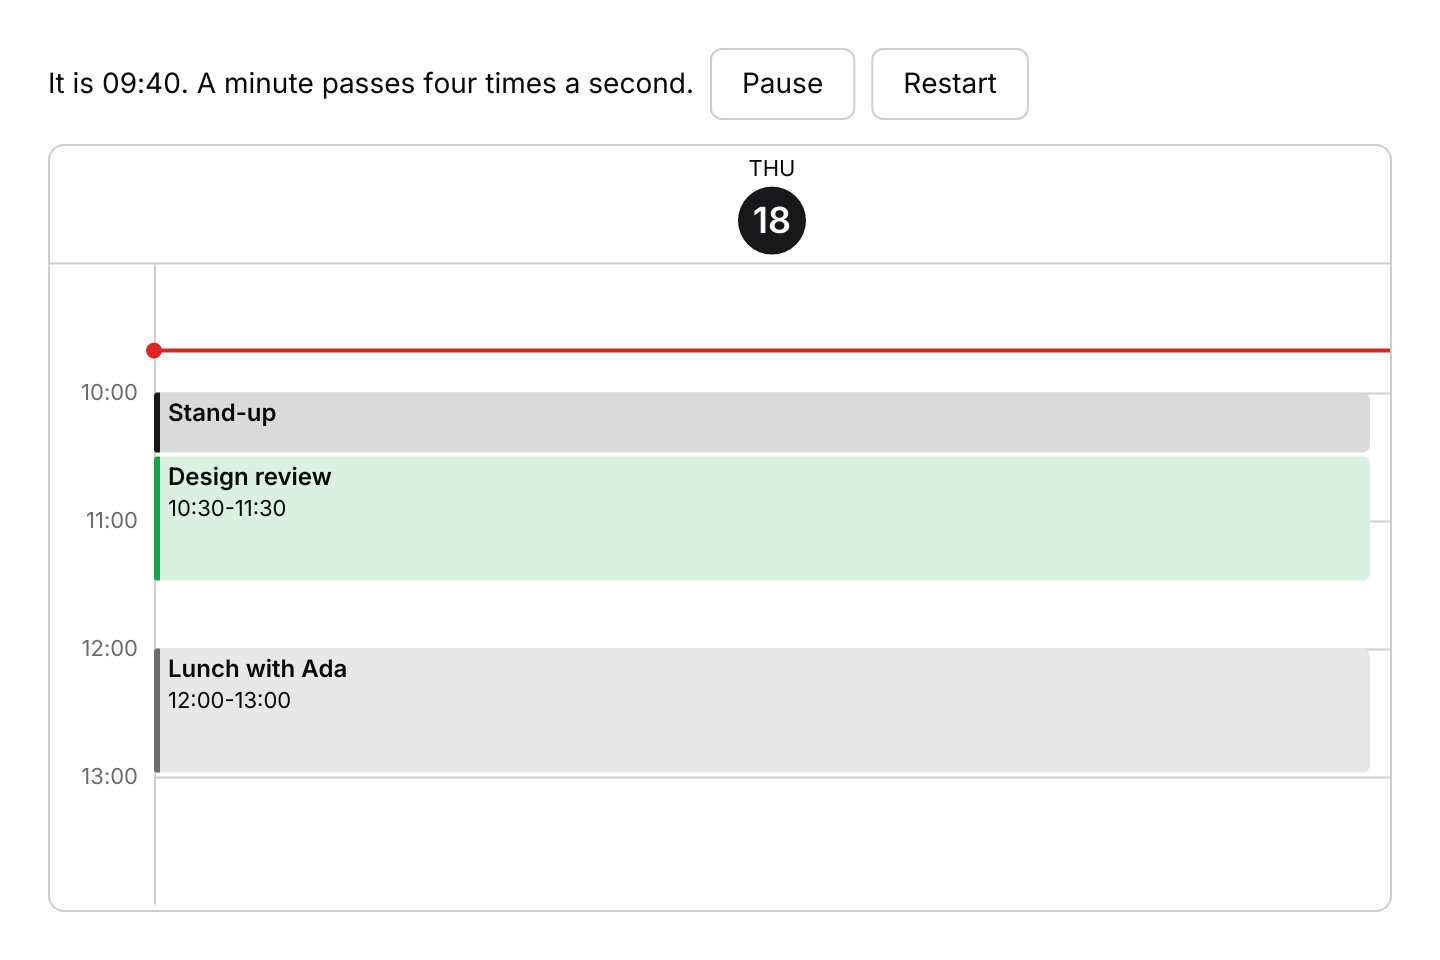 It is 09:40. A minute passes four times a second.
Pause
Restart
THU
18
10:00
Stand-up
Design review
10:30-11:30
11:00
12:00
Lunch with Ada
12:00-13:00
13:00